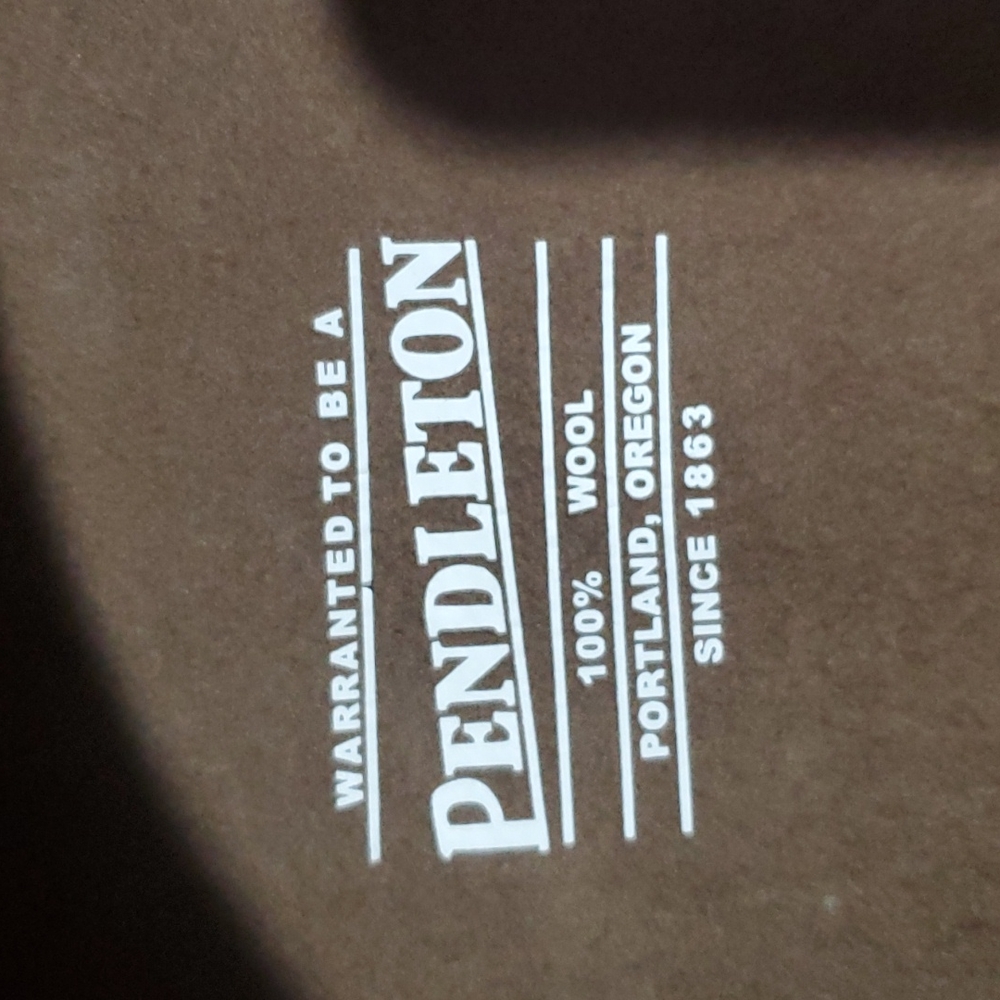 WARRANTED TO BE A
PENDLETON
100% WOOL
PORTLAND, OREGON
SINCE 1863